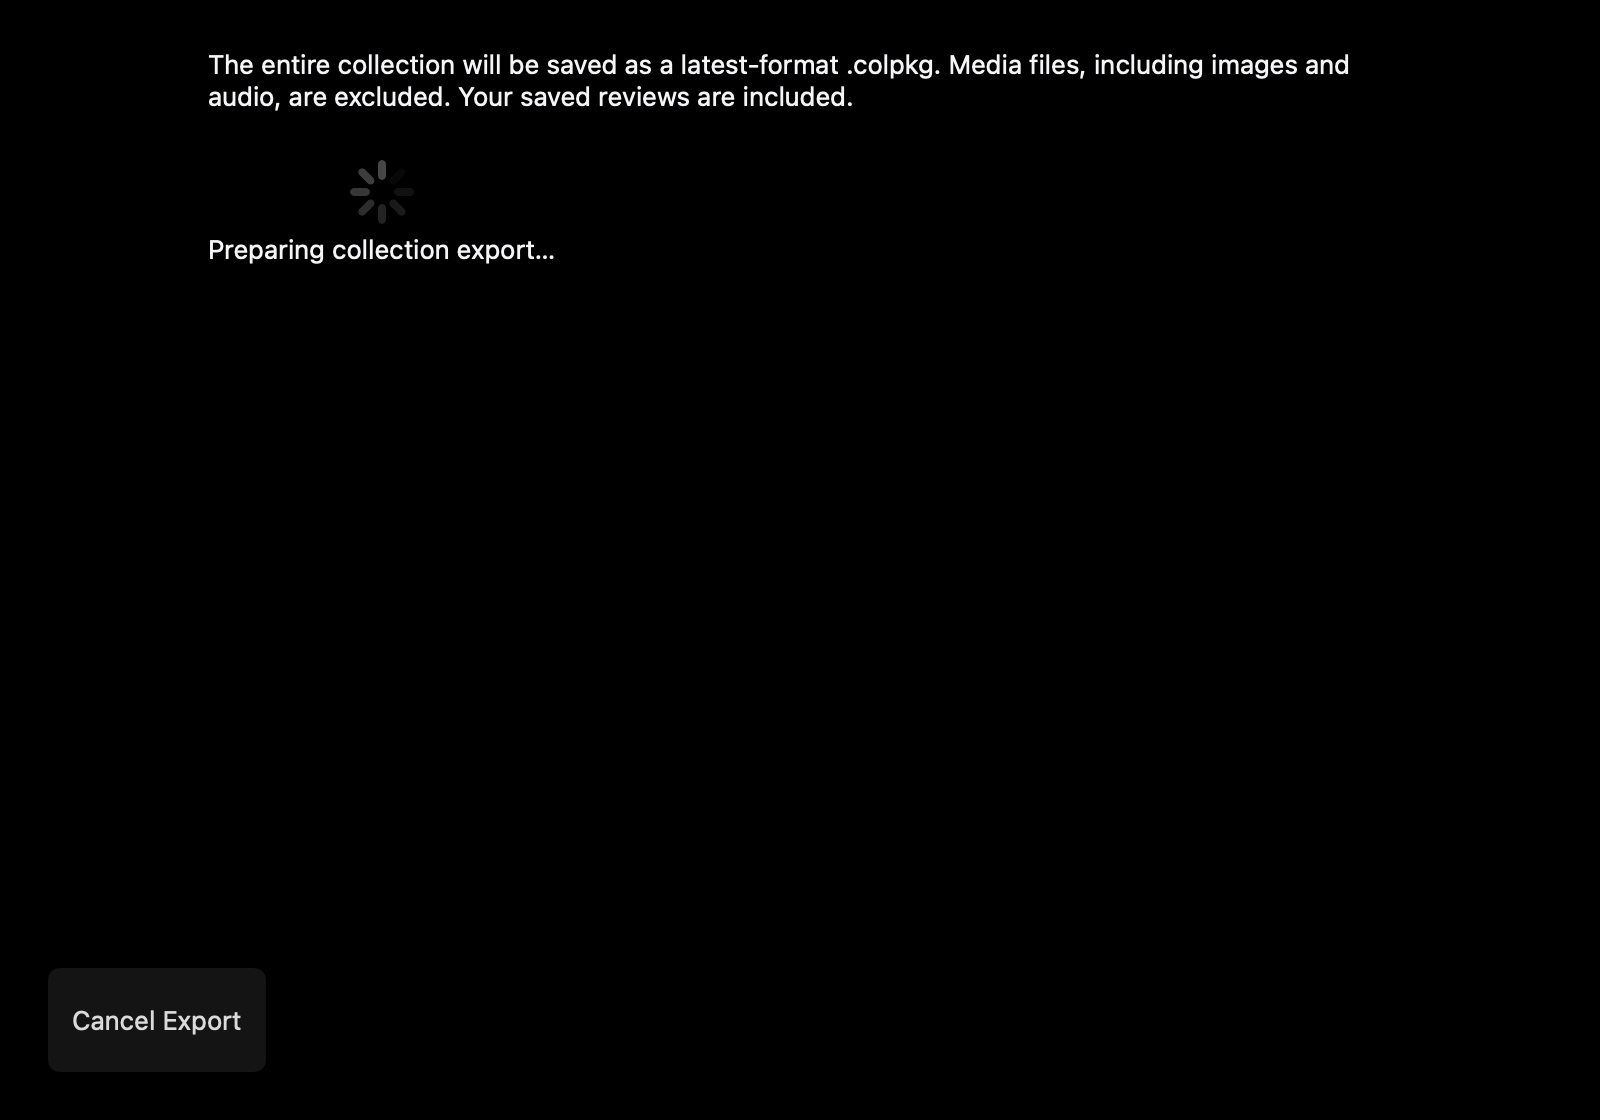 The entire collection will be saved as a latest-format .colpkg. Media files, including images and
audio, are excluded. Your saved reviews are included.
Preparing collection export...
Cancel Export